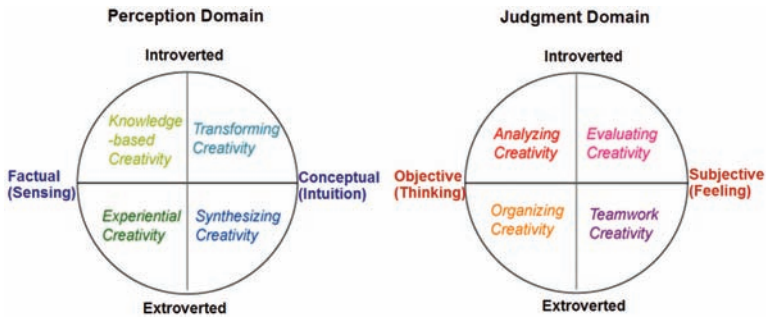 Perception Domain
Introverted
Knowledge
-based
Creativity
Transforming
Creativity
Factual
(Sensing)
Conceptual
(Intuition)
Experiential
Creativity
Synthesizing
Creativity
Extroverted
Judgment Domain
Introverted
Analyzing
Creativity
Evaluating
Creativity
Objective
(Thinking)
Subjective
(Feeling)
Organizing
Creativity
Teamwork
Creativity
Extroverted